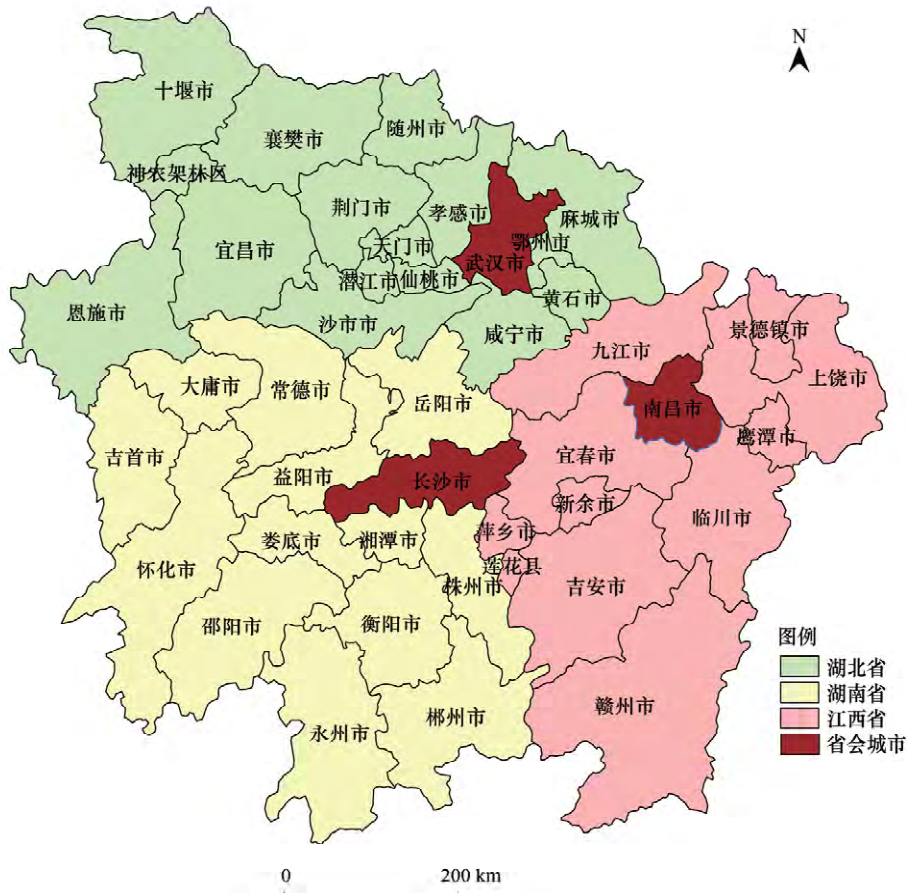 N
十堰市
襄樊市
随州市
神农架林区
荆门市
孝感市
麻城市
宜昌市
天门市
鄂州市
武汉市
潜江市
仙桃市
黄石市
恩施市
沙市市
咸宁市
九江市
景德镇市
上饶市
大庸市
常德市
岳阳市
南昌市
鹰潭市
吉首市
益阳市
长沙市
宜春市
新余市
临川市
娄底市
湘潭市
萍乡市
莲花县
怀化市
株洲市
吉安市
邵阳市
衡阳市
永州市
郴州市
赣州市
图例
湖北省
湖南省
江西省
省会城市
0 200 km